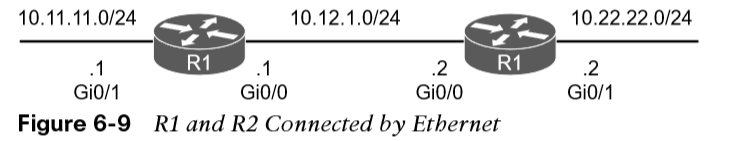 10.11.11.0/24 10.12.1.0/24 10.22.22.0/24
R1 R1
.1 .1 .2 .2
Gi0/1 Gi0/0 Gi0/0 Gi0/1
Figure 6-9 R1 and R2 Connected by Ethernet